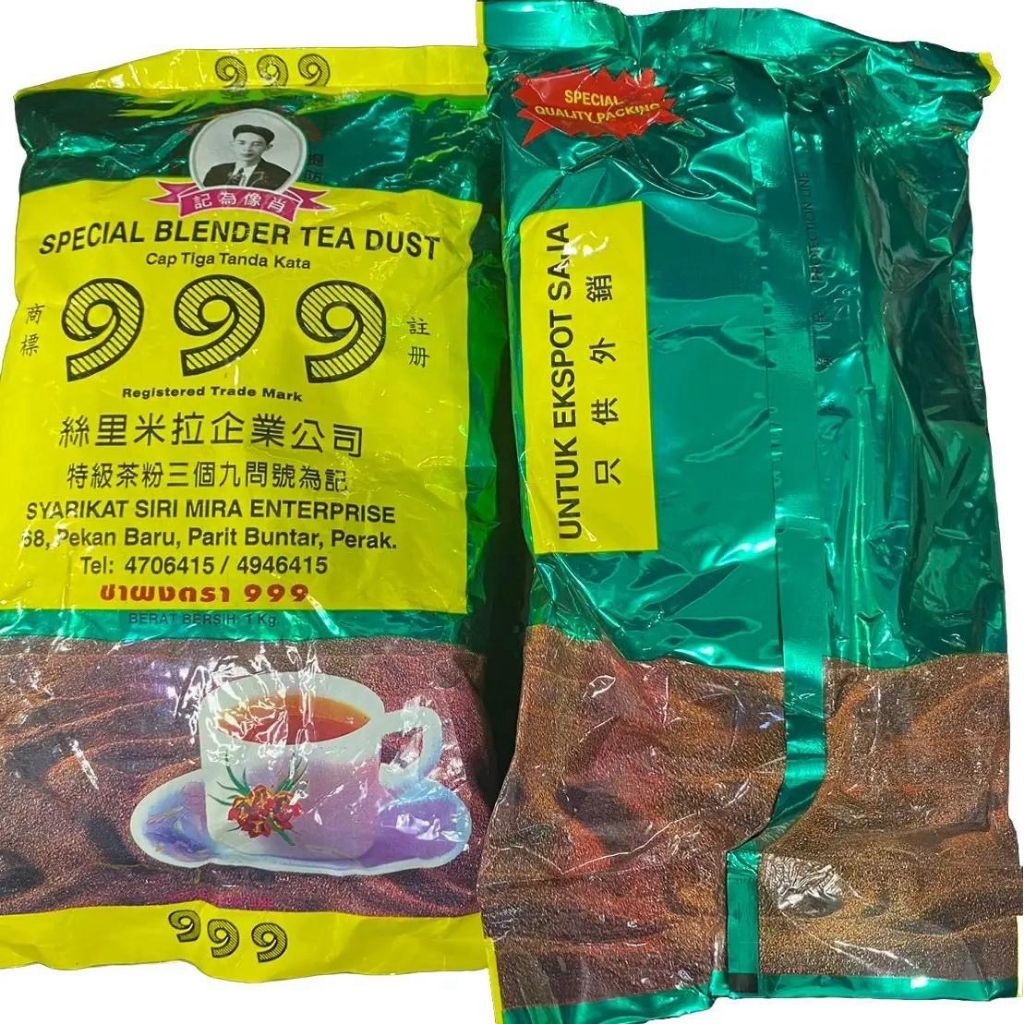 999
記為像肖
SPECIAL BLENDER TEA DUST
Cap Tiga Tanda Kata
商標
999
註册
Registered Trade Mark
絲里米拉企業公司
特級茶粉三個九問號為記
SYARIKAT SIRI MIRA ENTERPRISE
68, Pekan Baru, Parit Buntar, Perak.
Tel: 4706415 / 4946415
ชาผงตรา 999
BERAT BERSIH: 1 Kg.
999
SPECIAL
QUALITY PACKING
UNTUK EKSPOT SAJA
只供外銷